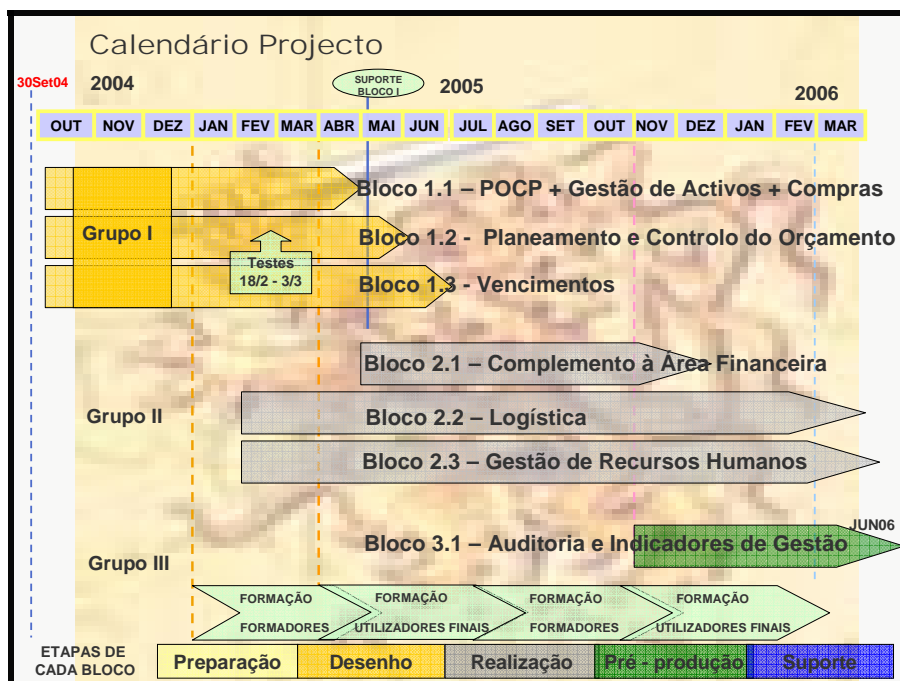 Calendário Projecto
30Set04
2004
SUPORTE
BLOCO I
2005
2006
OUT NOV DEZ JAN FEV MAR ABR MAI JUN JUL AGO SET OUT NOV DEZ JAN FEV MAR
Bloco 1.1 – POCP + Gestão de Activos + Compras
Grupo I
Bloco 1.2 - Planeamento e Controlo do Orçamento
Testes
18/2 - 3/3
Bloco 1.3 - Vencimentos
Bloco 2.1 – Complemento à Área Financeira
Grupo II
Bloco 2.2 – Logística
Bloco 2.3 – Gestão de Recursos Humanos
JUN06
Bloco 3.1 – Auditoria e Indicadores de Gestão
Grupo III
FORMAÇÃO
FORMADORES
FORMAÇÃO
UTILIZADORES FINAIS
FORMAÇÃO
FORMADORES
FORMAÇÃO
UTILIZADORES FINAIS
ETAPAS DE
CADA BLOCO
Preparação
Desenho
Realização
Pré - produção
Suporte